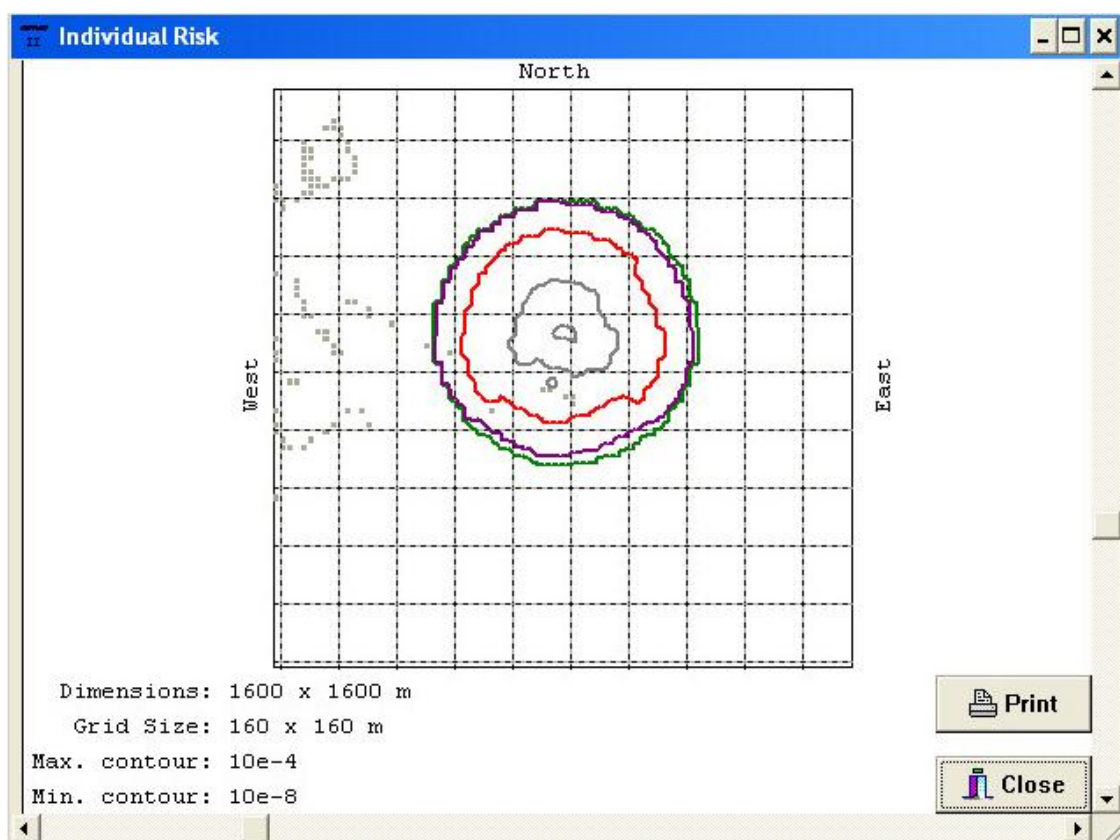 Individual Risk
North
West
East
Dimensions: 1600 x 1600 m
Grid Size: 160 x 160 m
Max. contour: 10e-4
Min. contour: 10e-8
Print
Close